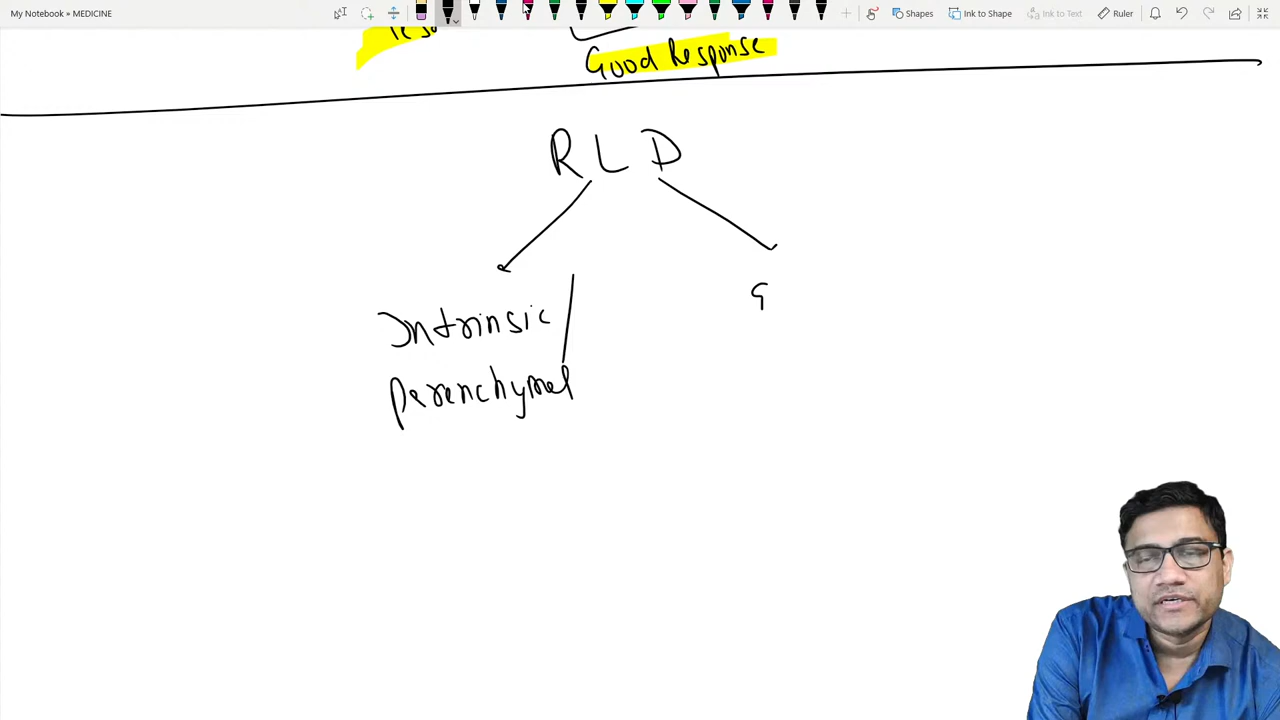 My Notebook » MEDICINE
Shapes
Ink to Shape
Ink to Text
Ruler
Good Response
RLD
Intrinsic /
parenchymal